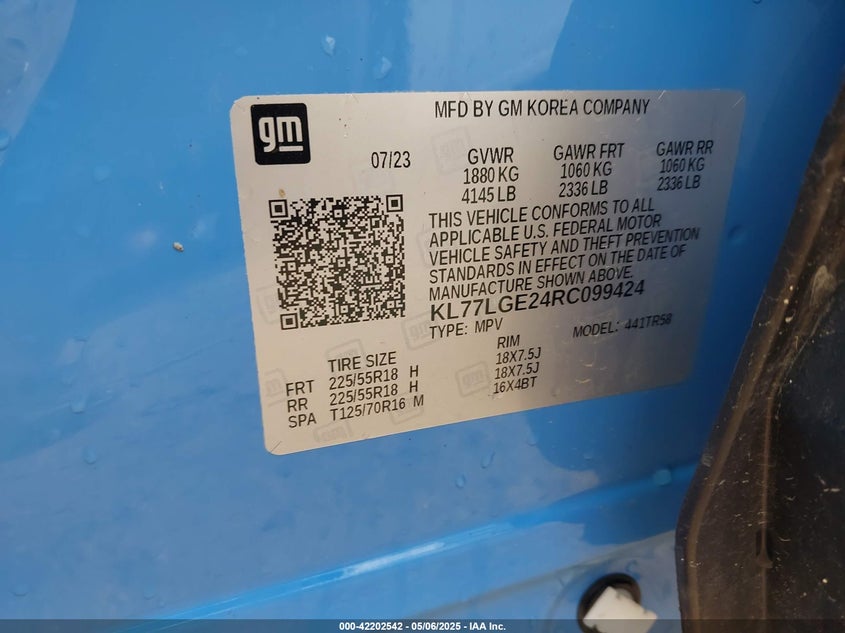 gm
MFD BY GM KOREA COMPANY
07/23
GVWR GAWR FRT GAWR RR
1880 KG 1060 KG 1060 KG
4145 LB 2336 LB 2336 LB
THIS VEHICLE CONFORMS TO ALL
APPLICABLE U.S. FEDERAL MOTOR
VEHICLE SAFETY AND THEFT PREVENTION
STANDARDS IN EFFECT ON THE DATE OF
MANUFACTURE SHOWN ABOVE.
KL77LGE24RC099424
TYPE: MPV MODEL: 441TR58
TIRE SIZE RIM
FRT 225/55R18 H 18X7.5J
RR 225/55R18 H 18X7.5J
SPA T125/70R16 M 16X4BT
000-42202542 - 05/06/2025 - IAA Inc.